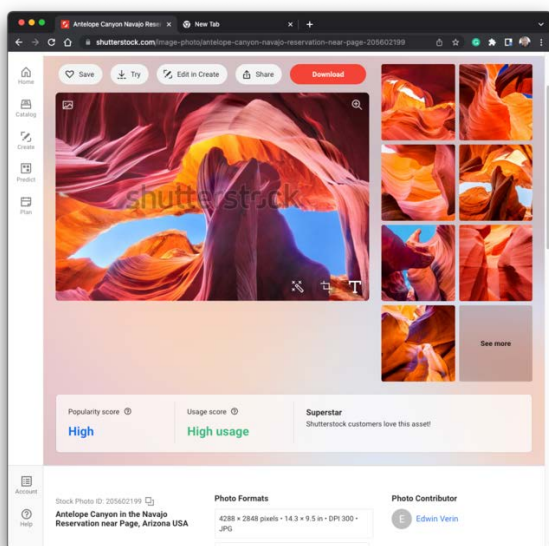 Antelope Canyon Navajo Reser
New Tab
shutterstock.com/image-photo/antelope-canyon-navajo-reservation-near-page-205602199
Home
Catalog
Create
Predict
Plan
Save
Try
Edit in Create
Share
Download
shutterstock
T
See more
Popularity score
High
Usage score
High usage
Superstar
Shutterstock customers love this asset!
Account
Help
Stock Photo ID: 205602199
Antelope Canyon in the Navajo
Reservation near Page, Arizona USA
Photo Formats
4288 × 2848 pixels • 14.3 × 9.5 in • DPI 300 •
JPG
Photo Contributor
E
Edwin Verin